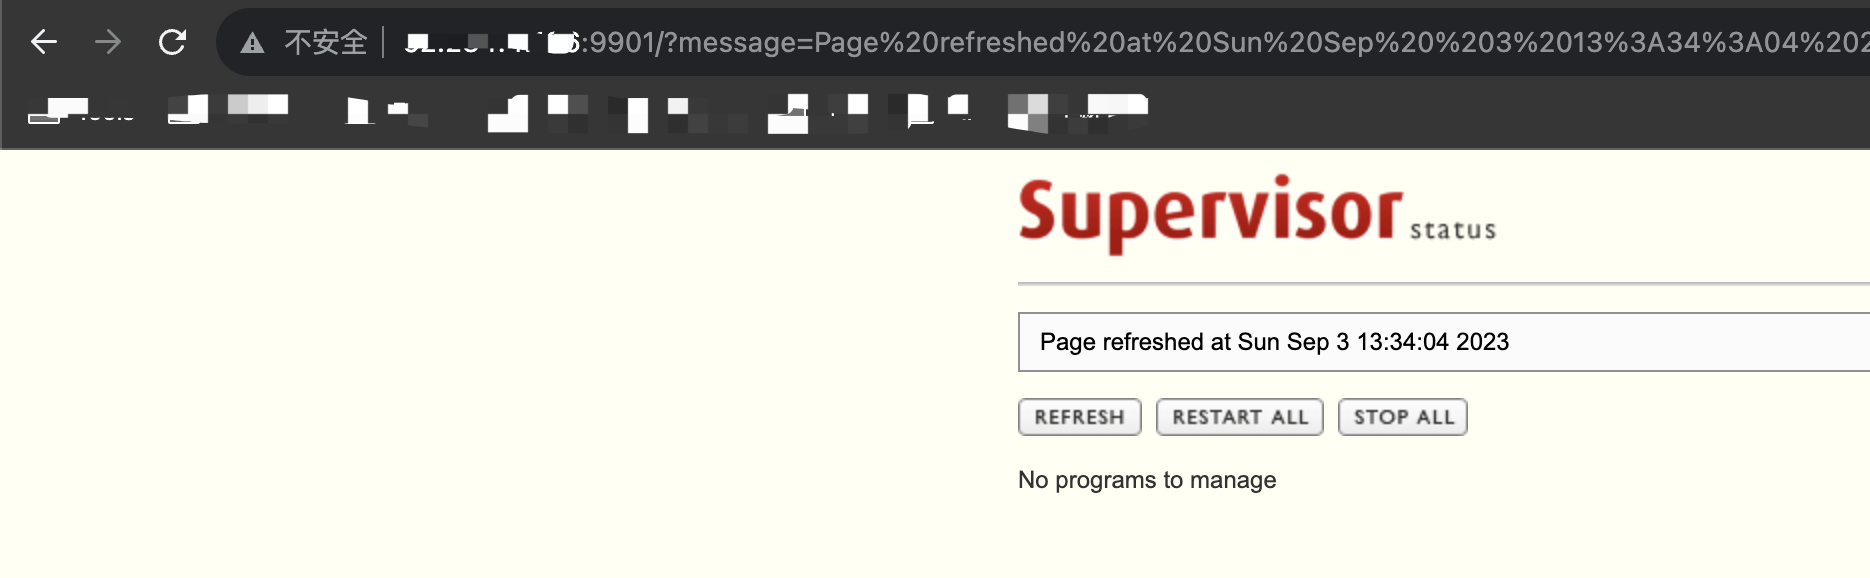 不安全 :9901/?message=Page%20refreshed%20at%20Sun%20Sep%20%203%2013%3A34%3A04%202
Supervisor status
Page refreshed at Sun Sep 3 13:34:04 2023
REFRESH RESTART ALL STOP ALL
No programs to manage